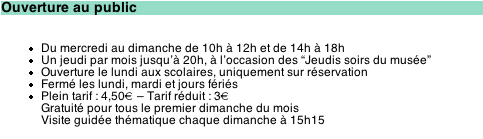 Ouverture au public
• Du mercredi au dimanche de 10h à 12h et de 14h à 18h
• Un jeudi par mois jusqu'à 20h, à l'occasion des “Jeudis soirs du musée”
• Ouverture le lundi aux scolaires, uniquement sur réservation
• Fermé les lundi, mardi et jours fériés
• Plein tarif : 4,50€ – Tarif réduit : 3€
Gratuité pour tous le premier dimanche du mois
Visite guidée thématique chaque dimanche à 15h15